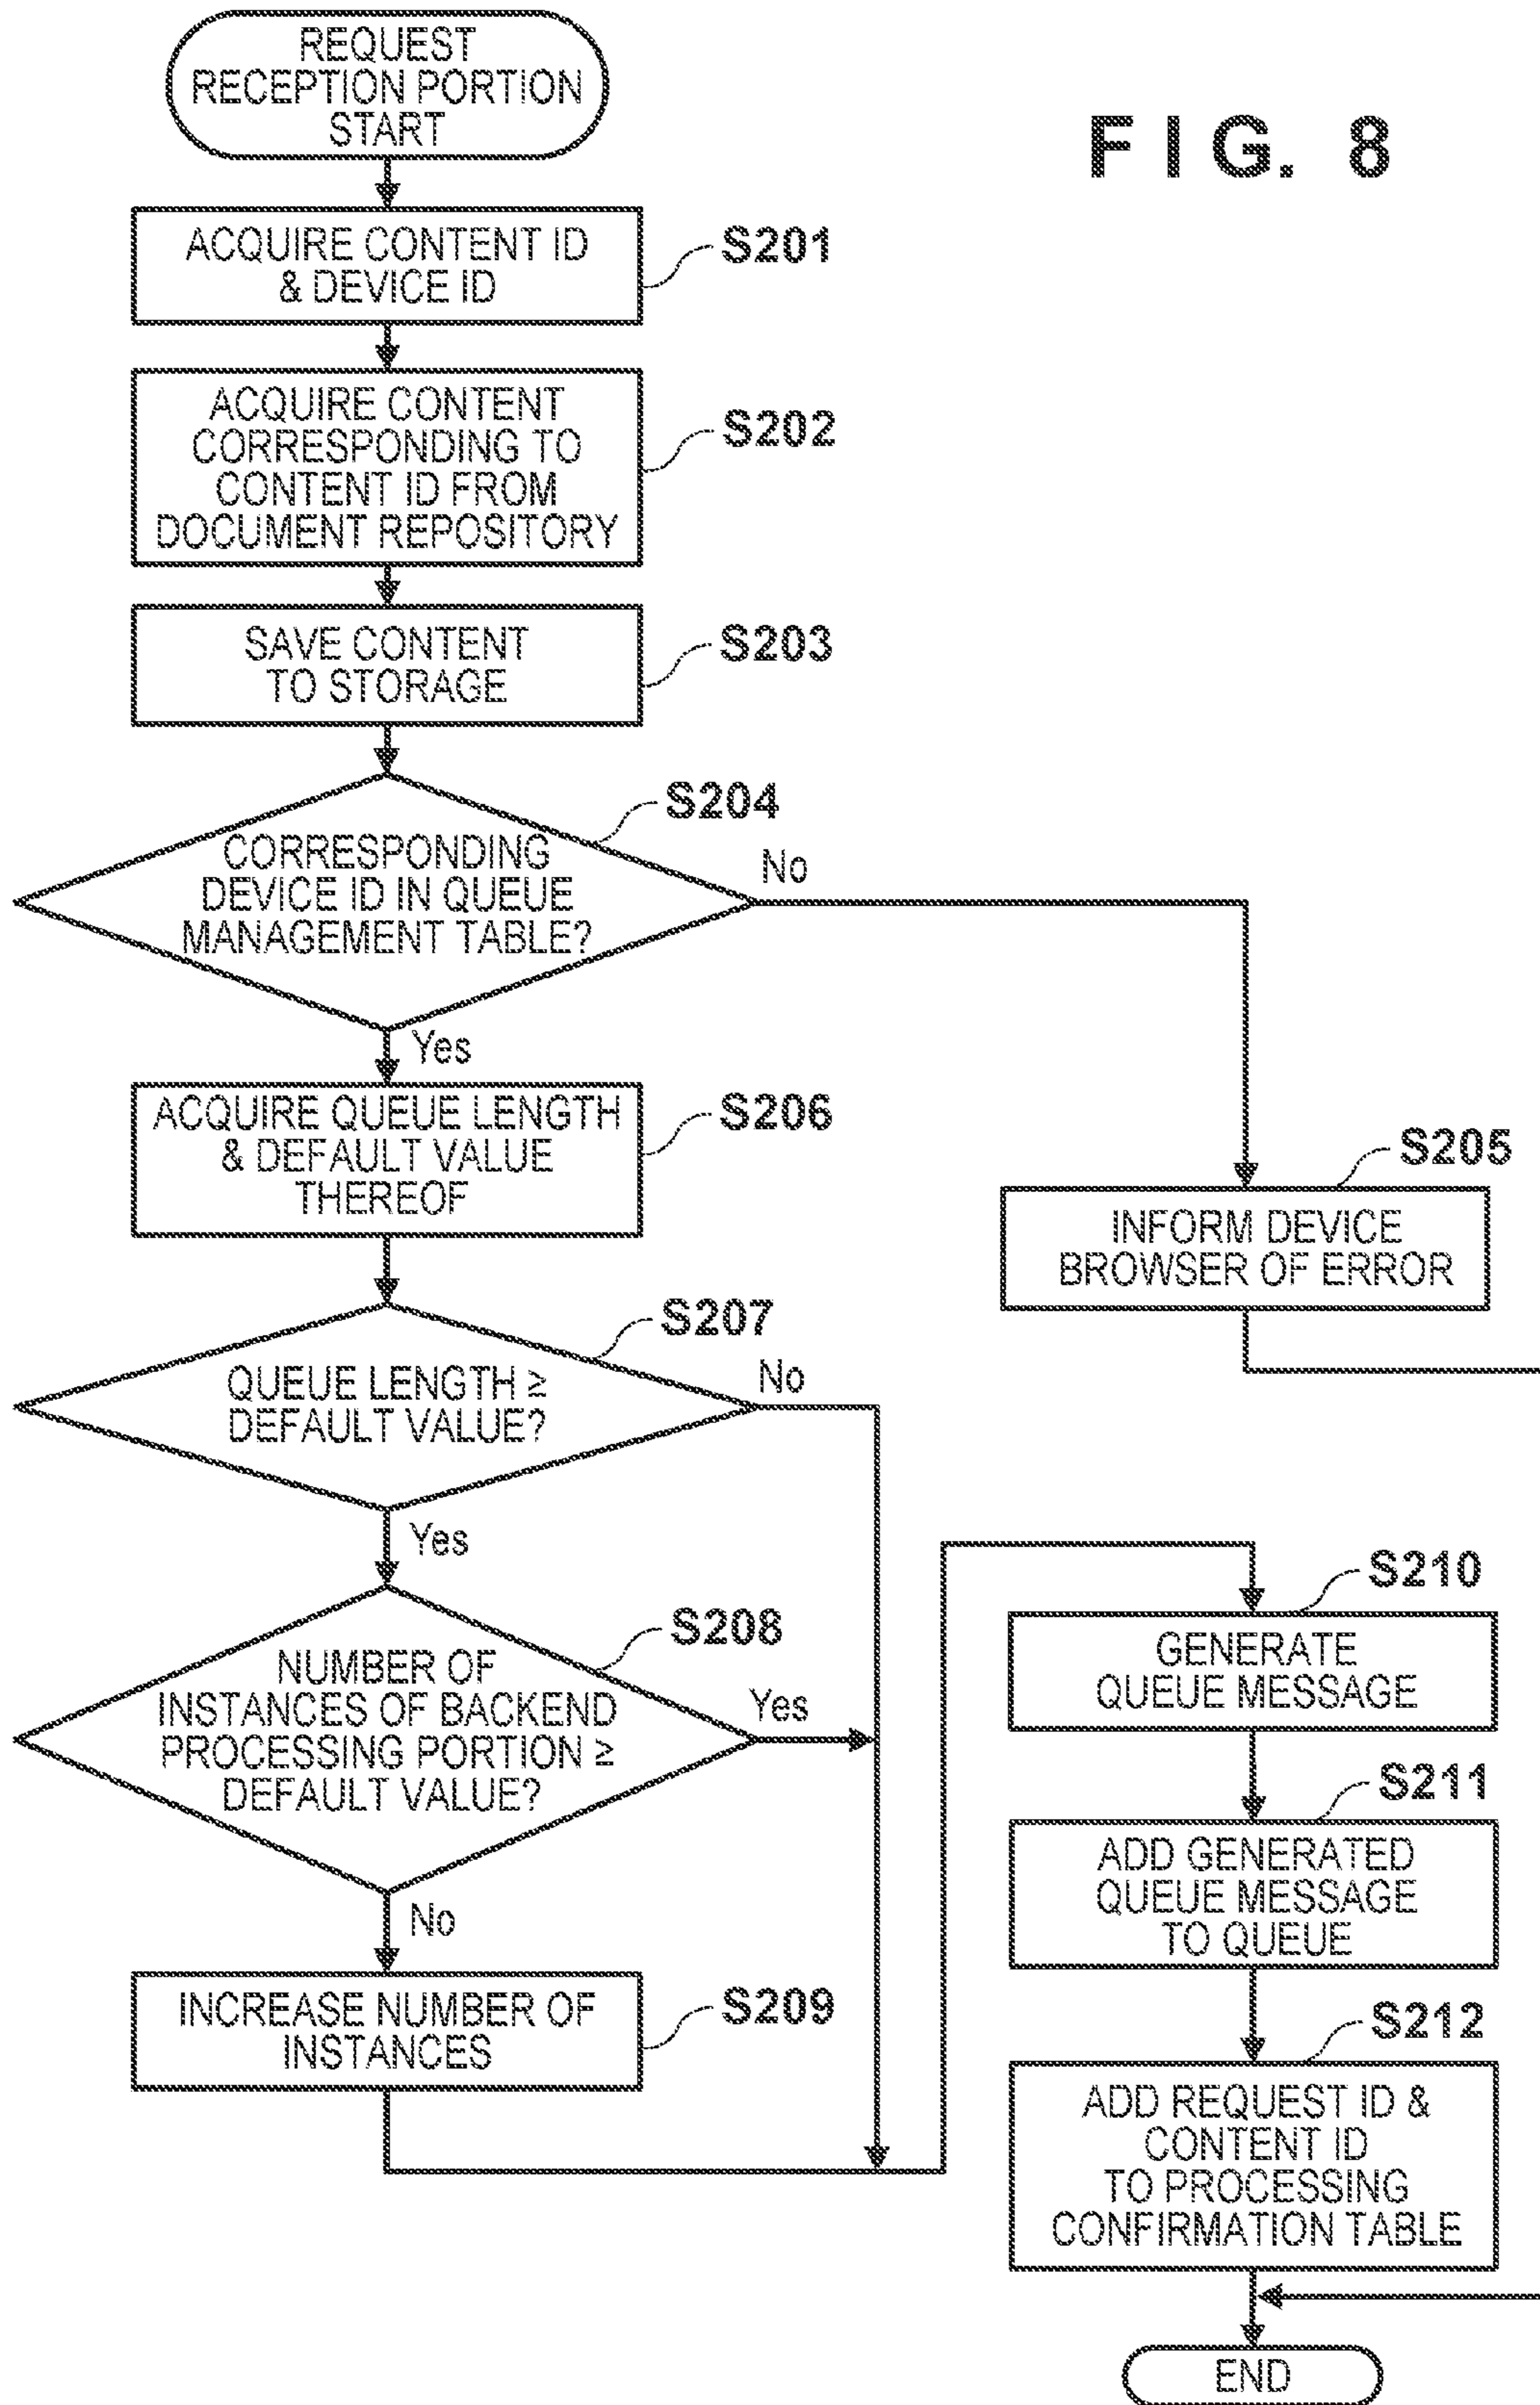 FIG. 8
REQUEST
RECEPTION PORTION
START
ACQUIRE CONTENT ID
& DEVICE ID
S201
ACQUIRE CONTENT
CORRESPONDING TO
CONTENT ID FROM
DOCUMENT REPOSITORY
S202
SAVE CONTENT
TO STORAGE
S203
CORRESPONDING
DEVICE ID IN QUEUE
MANAGEMENT TABLE?
S204
No
Yes
INFORM DEVICE
BROWSER OF ERROR
S205
ACQUIRE QUEUE LENGTH
& DEFAULT VALUE
THEREOF
S206
QUEUE LENGTH ≥
DEFAULT VALUE?
S207
No
Yes
NUMBER OF
INSTANCES OF BACKEND
PROCESSING PORTION ≥
DEFAULT VALUE?
S208
Yes
No
INCREASE NUMBER OF
INSTANCES
S209
GENERATE
QUEUE MESSAGE
S210
ADD GENERATED
QUEUE MESSAGE
TO QUEUE
S211
ADD REQUEST ID &
CONTENT ID
TO PROCESSING
CONFIRMATION TABLE
S212
END